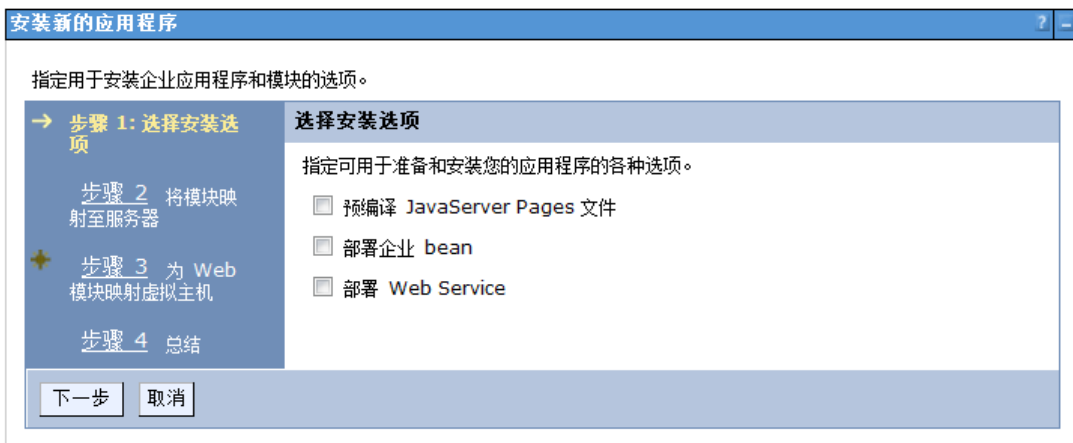 安装新的应用程序
?
指定用于安装企业应用程序和模块的选项。
步骤 1: 选择安装选
项
步骤 2 将模块映
射至服务器
步骤 3 为 Web
模块映射虚拟主机
步骤 4 总结
选择安装选项
指定可用于准备和安装您的应用程序的各种选项。
预编译 JavaServer Pages 文件
部署企业 bean
部署 Web Service
下一步 取消